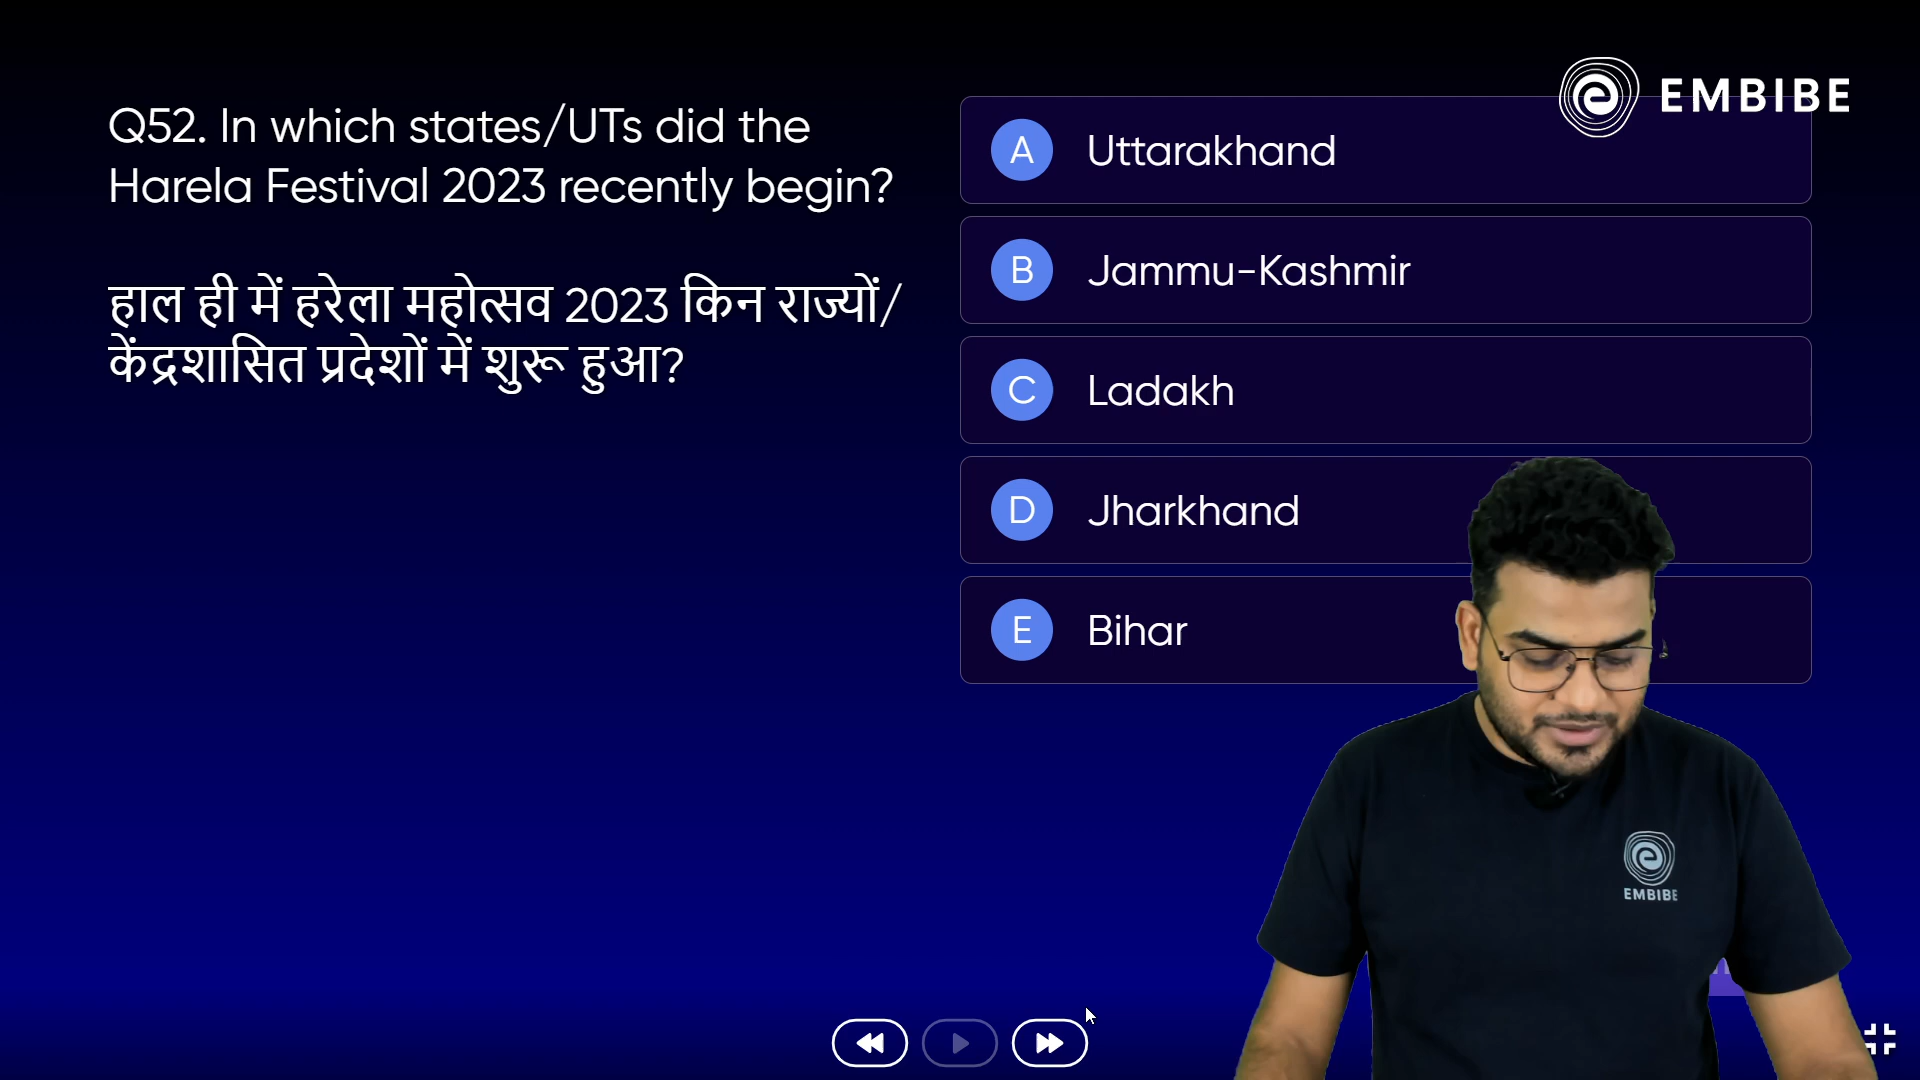 EMBIBE
Q52. In which states/UTs did the
Harela Festival 2023 recently begin?
हाल ही में हरेला महोत्सव 2023 किन राज्यों/
केंद्रशासित प्रदेशों में शुरू हुआ?
A Uttarakhand
B Jammu-Kashmir
C Ladakh
D Jharkhand
E Bihar
EMBIBE